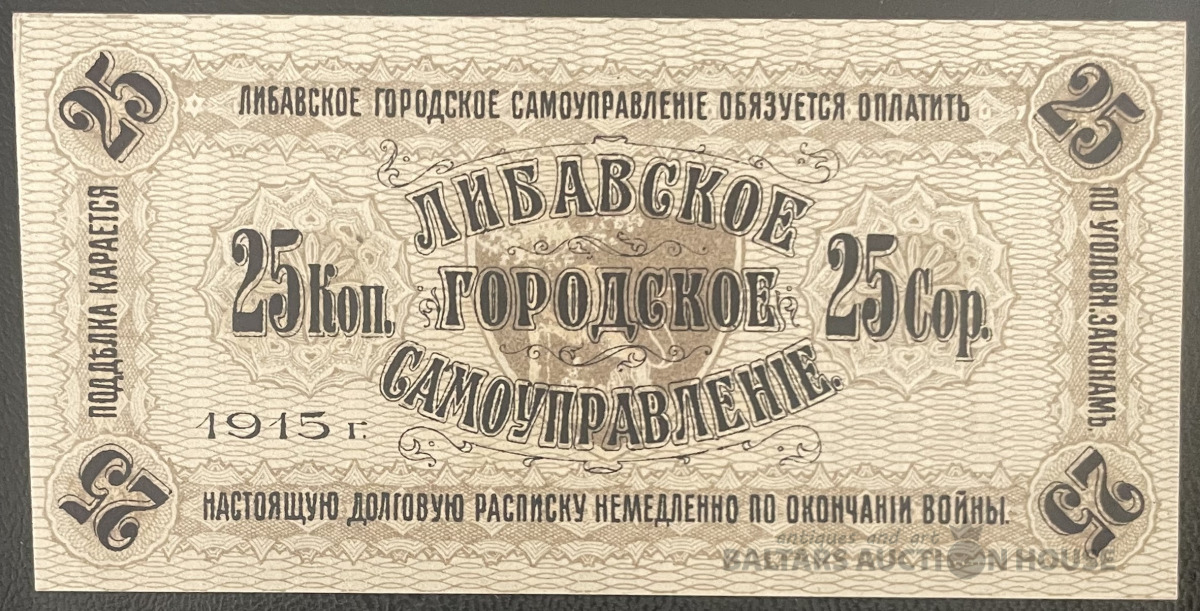 25
25
ЛИБАВСКОЕ ГОРОДСКОЕ САМОУПРАВЛЕНІЕ ОБЯЗУЕТСЯ ОПЛАТИТЬ
ПОДДѢЛКА КАРАЕТСЯ
ЛИБАВСКОЕ
25 Коп.
ГОРОДСКОЕ
25 Сор.
САМОУПРАВЛЕНІЕ.
ПО УГОЛОВН. ЗАКОНАМЪ.
1915 г.
НАСТОЯЩУЮ ДОЛГОВУЮ РАСПИСКУ НЕМЕДЛЕННО ПО ОКОНЧАНІИ ВОЙНЫ.
25
25
antiques and art
BALTARS AUCTION HOUSE